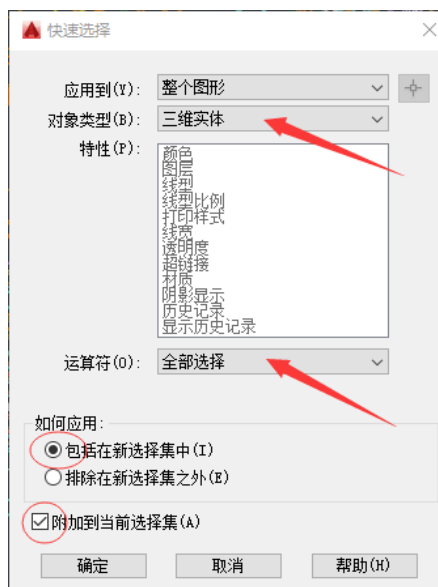 快速选择
应用到(Y): 整个图形
对象类型(B): 三维实体
特性(P):
颜色
图层
线型
线型比例
打印样式
线宽
透明度
超链接
材质
阴影显示
历史记录
显示历史记录
运算符(O): 全部选择
如何应用:
包括在新选择集中(I)
排除在新选择集之外(E)
附加到当前选择集(A)
确定 取消 帮助(H)